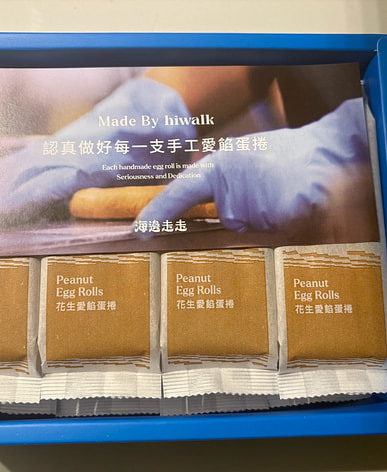 Made By hiwalk
認真做好每一支手工愛餡蛋捲
Each handmade egg roll is made with
Seriousness and Dedication.
海邊走走
Peanut
Egg Rolls
花生愛餡蛋捲
Peanut
Egg Rolls
花生愛餡蛋捲
Peanut
Egg Rolls
花生愛餡蛋捲